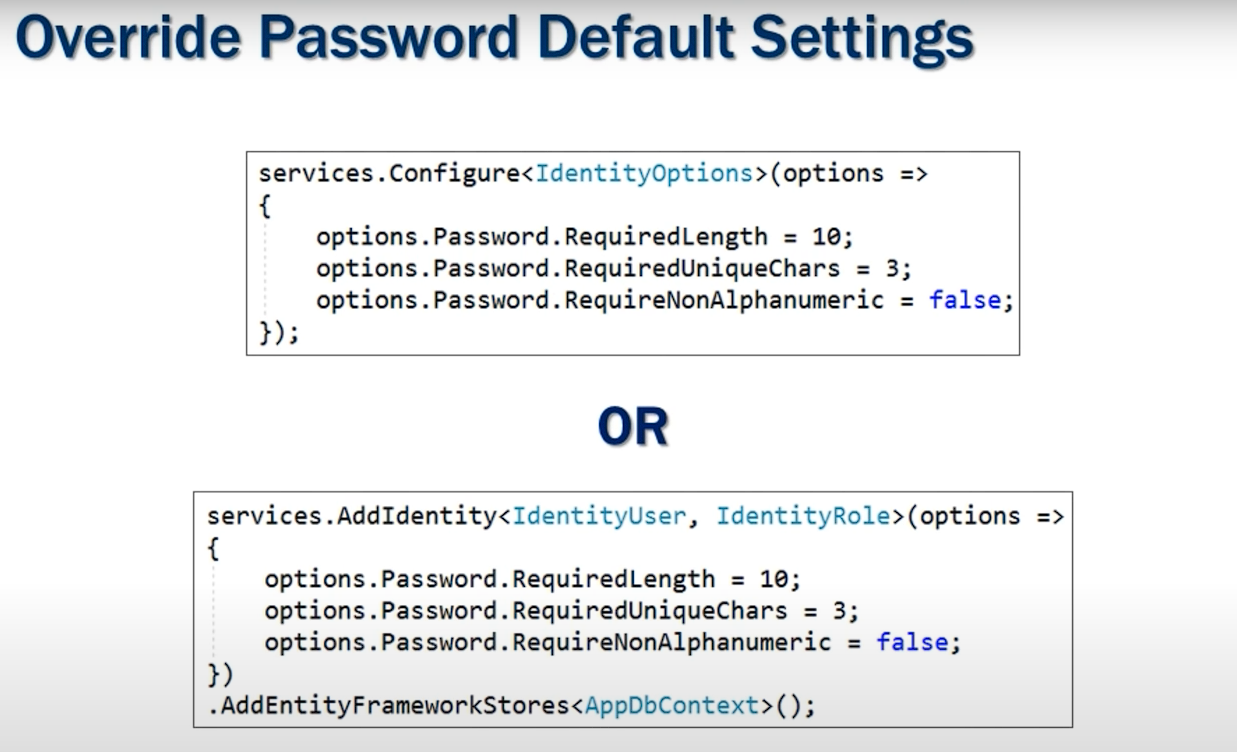 Override Password Default Settings
services.Configure<IdentityOptions>(options =>
{
    options.Password.RequiredLength = 10;
    options.Password.RequiredUniqueChars = 3;
    options.Password.RequireNonAlphanumeric = false;
});
OR
services.AddIdentity<IdentityUser, IdentityRole>(options =>
{
    options.Password.RequiredLength = 10;
    options.Password.RequiredUniqueChars = 3;
    options.Password.RequireNonAlphanumeric = false;
})
.AddEntityFrameworkStores<AppDbContext>();